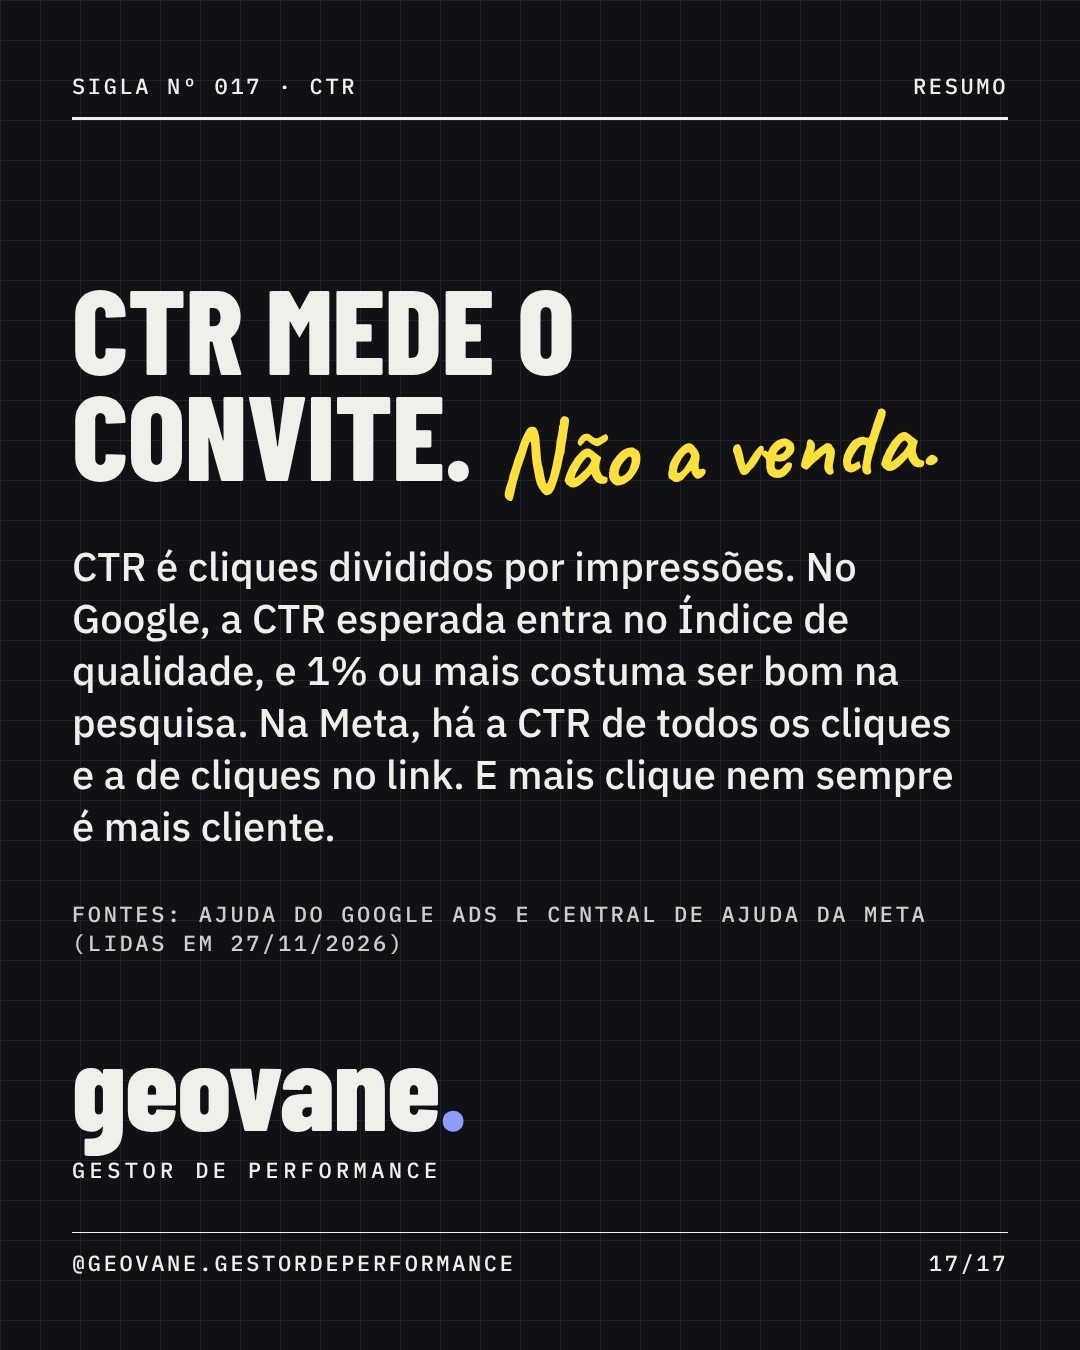 SIGLA Nº 017 · CTR
RESUMO
CTR MEDE O
CONVITE. Não a venda.
CTR é cliques divididos por impressões. No
Google, a CTR esperada entra no Índice de
qualidade, e 1% ou mais costuma ser bom na
pesquisa. Na Meta, há a CTR de todos os cliques
e a de cliques no link. E mais clique nem sempre
é mais cliente.
FONTES: AJUDA DO GOOGLE ADS E CENTRAL DE AJUDA DA META
(LIDAS EM 27/11/2026)
geovane.
GESTOR DE PERFORMANCE
@GEOVANE.GESTORDEPERFORMANCE
17/17